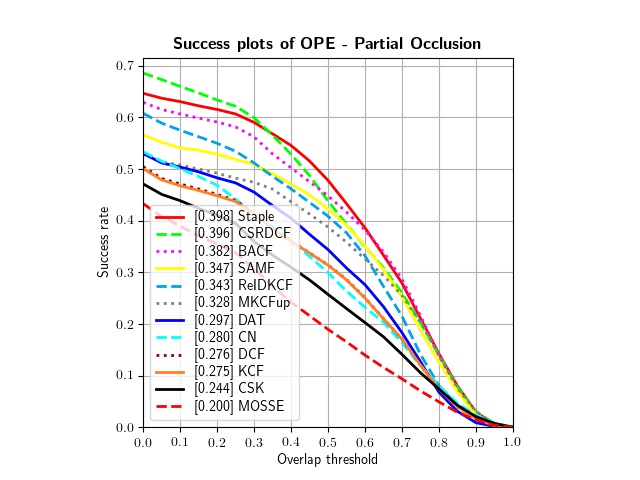 Success plots of OPE - Partial Occlusion
Success rate
0.7
0.6
0.5
0.4
0.3
0.2
0.1
0.0
[0.398] Staple
[0.396] CSRDCF
[0.382] BACF
[0.347] SAMF
[0.343] RelDKCF
[0.328] MKCFup
[0.297] DAT
[0.280] CN
[0.276] DCF
[0.275] KCF
[0.244] CSK
[0.200] MOSSE
0.0 0.1 0.2 0.3 0.4 0.5 0.6 0.7 0.8 0.9 1.0
Overlap threshold